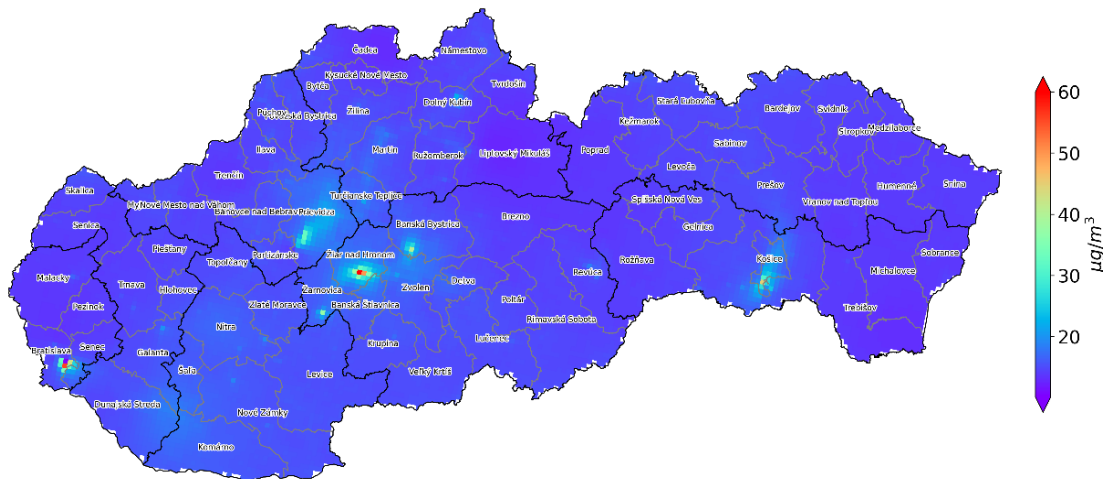 Čadca
Námestovo
Kysucké Nové Mesto
Bytča
Tvrdošín
Dolný Kubín
Žilina
Považská Bystrica
Ilava
Martin
Ružomberok
Liptovský Mikuláš
Trenčín
Turčianske Teplice
Stará Ľubovňa
Bardejov
Svidník
Kežmarok
Stropkov
Medzilaborce
Sabinov
Poprad
Levoča
Prešov
Humenné
Snina
Vranov nad Topľou
Skalica
Senica
Nové Mesto nad Váhom
Bánovce nad Bebravou
Prievidza
Banská Bystrica
Brezno
Spišská Nová Ves
Gelnica
Piešťany
Topoľčany
Partizánske
Žiar nad Hronom
Košice
Sobrance
Malacky
Trnava
Hlohovec
Žarnovica
Banská Štiavnica
Zvolen
Detva
Revúca
Rožňava
Michalovce
Pezinok
Zlaté Moravce
Poltár
Rimavská Sobota
Trebišov
Nitra
Bratislava
Senec
Galanta
Krupina
Lučenec
Šaľa
Levice
Veľký Krtíš
Dunajská Streda
Nové Zámky
Komárno
60
50
40
30
20
µg/m³